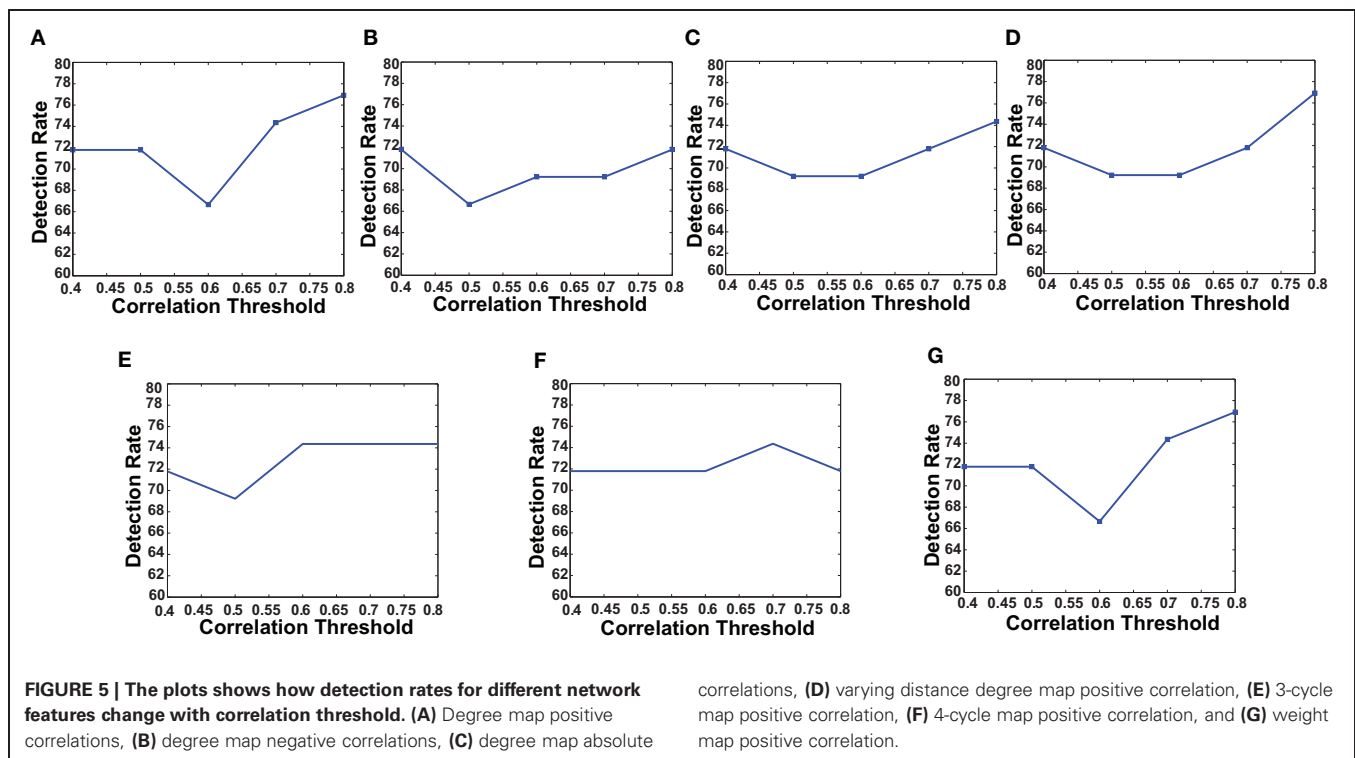 A
80
78
76
74
72
70
68
66
64
62
60
Detection Rate
0.4 0.45 0.5 0.55 0.6 0.65 0.7 0.75 0.8
Correlation Threshold
B
80
78
76
74
72
70
68
66
64
62
60
Detection Rate
0.4 0.45 0.5 0.55 0.6 0.65 0.7 0.75 0.8
Correlation Threshold
C
80
78
76
74
72
70
68
66
64
62
60
Detection Rate
0.4 0.45 0.5 0.55 0.6 0.65 0.7 0.75 0.8
Correlation Threshold
D
80
78
76
74
72
70
68
66
64
62
60
Detection Rate
0.4 0.45 0.5 0.55 0.6 0.65 0.7 0.75 0.8
Correlation Threshold
E
80
78
76
74
72
70
68
66
64
62
60
Detection Rate
0.4 0.45 0.5 0.55 0.6 0.65 0.7 0.75 0.8
Correlation Threshold
F
80
78
76
74
72
70
68
66
64
62
60
Detection Rate
0.4 0.45 0.5 0.55 0.6 0.65 0.7 0.75 0.8
Correlation Threshold
G
80
78
76
74
72
70
68
66
64
62
60
Detection Rate
0.4 0.45 0.5 0.55 0.6 0.65 0.7 0.75 0.8
Correlation Threshold
FIGURE 5 | The plots shows how detection rates for different network
features change with correlation threshold. (A) Degree map positive
correlations, (B) degree map negative correlations, (C) degree map absolute
correlations, (D) varying distance degree map positive correlation, (E) 3-cycle
map positive correlation, (F) 4-cycle map positive correlation, and (G) weight
map positive correlation.